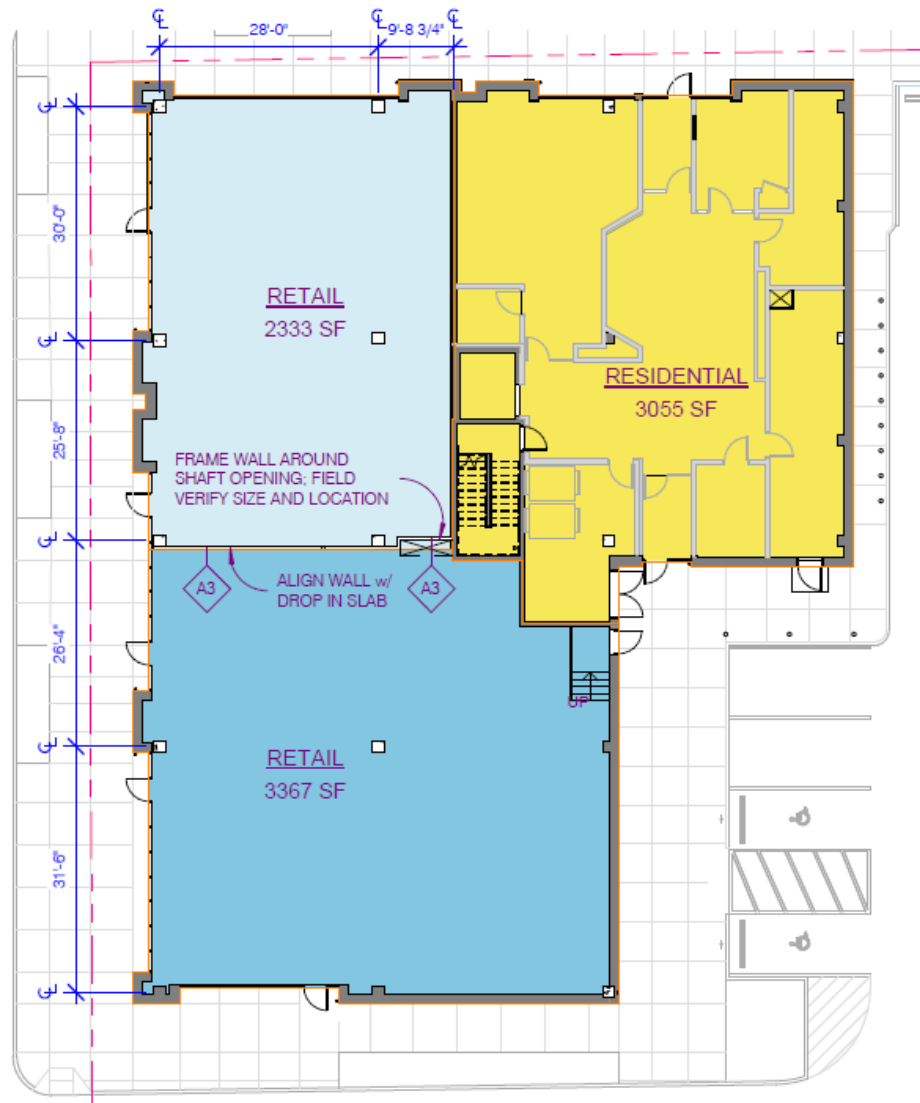 28'-0"
9'-8 3/4"
30'-0"
25'-8"
26'-4"
31'-6"
RETAIL
2333 SF
RESIDENTIAL
3055 SF
FRAME WALL AROUND
SHAFT OPENING; FIELD
VERIFY SIZE AND LOCATION
A3
ALIGN WALL w/
DROP IN SLAB
A3
UP
RETAIL
3367 SF